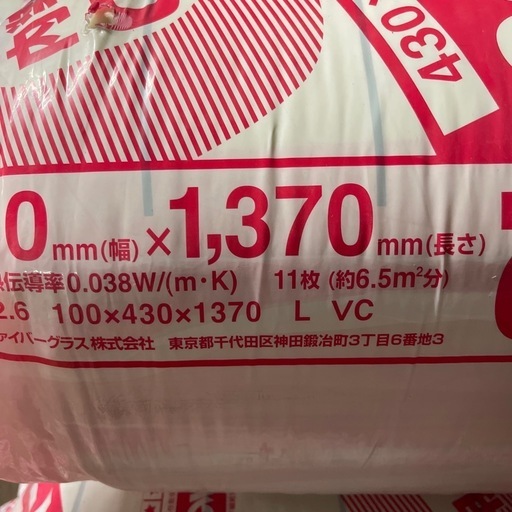 430
0mm(幅)×1,370mm(長さ)
伝導率0.038W/(m・K) 11枚 (約6.5m²分)
2.6 100×430×1370 L VC
ァイバーグラス株式会社 東京都千代田区神田鍛冶町3丁目6番地3